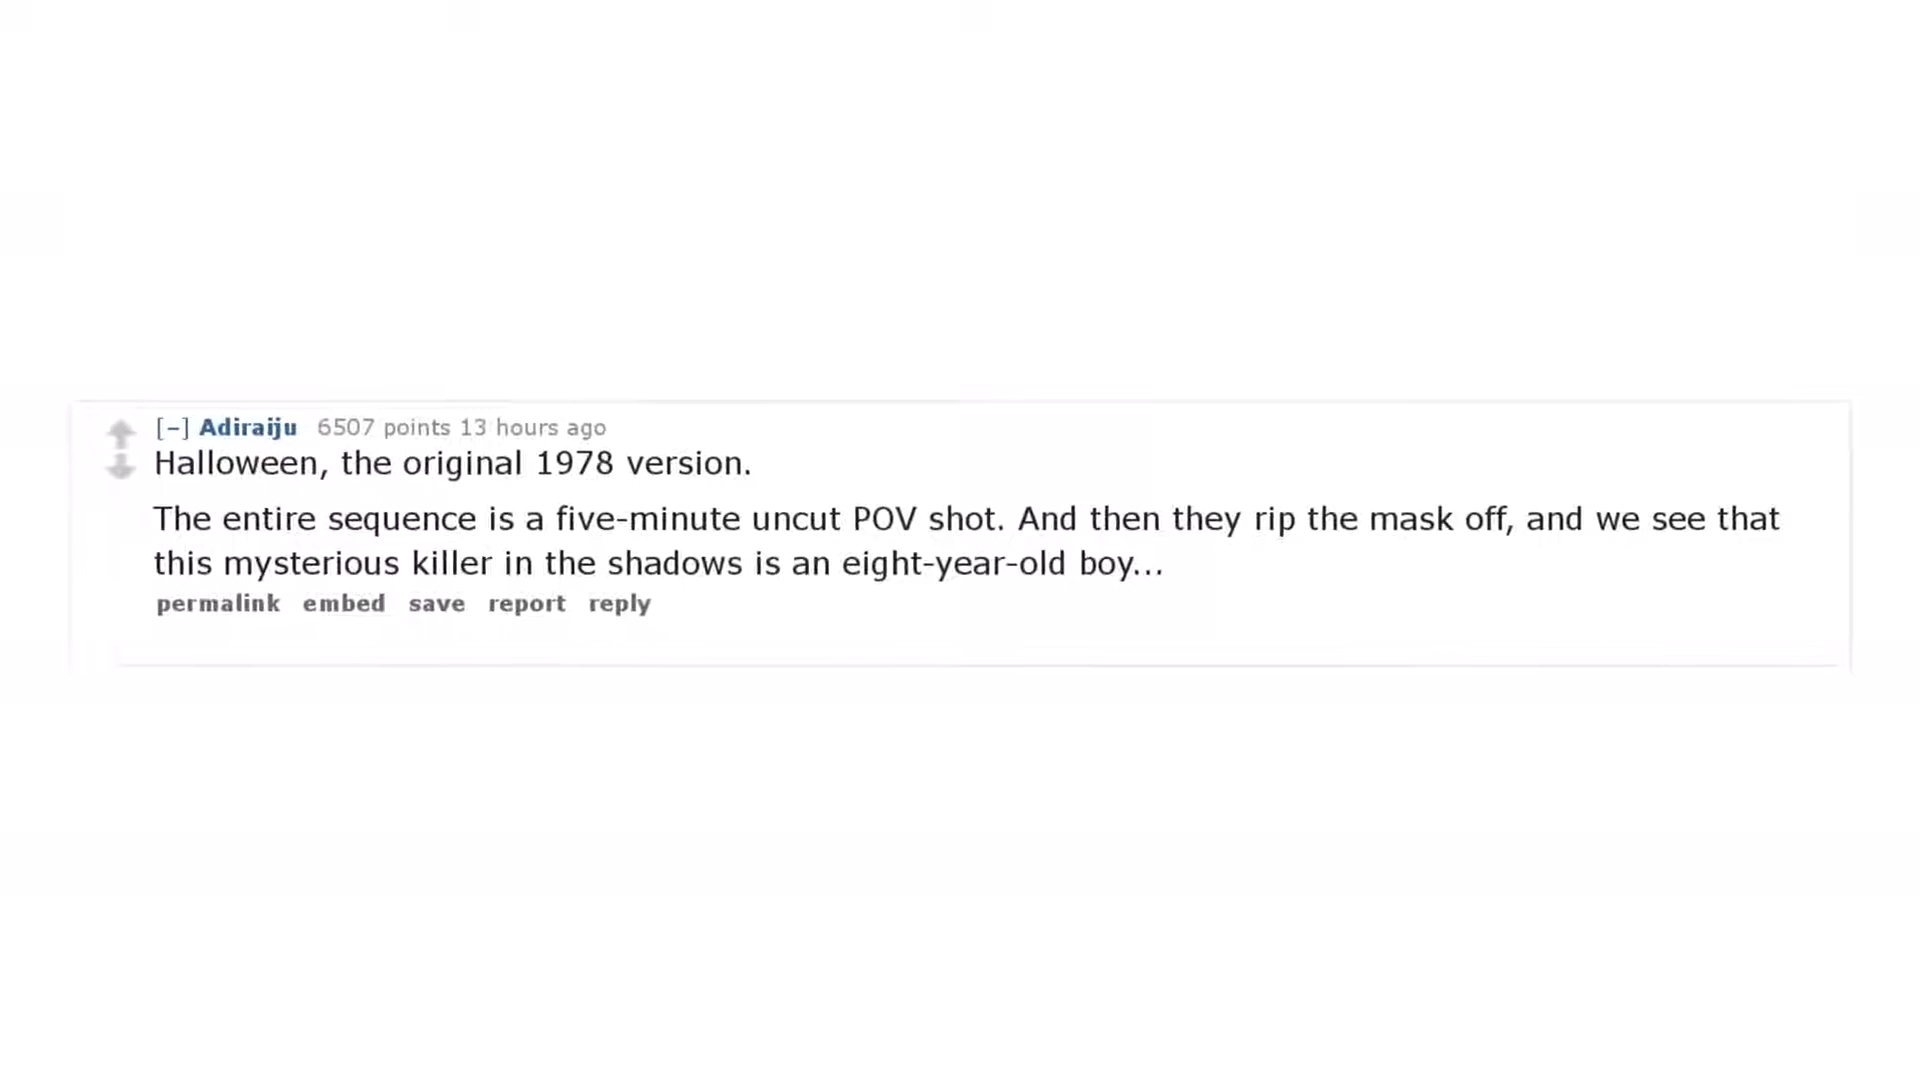 [–] Adiraiju 6507 points 13 hours ago
Halloween, the original 1978 version.
The entire sequence is a five-minute uncut POV shot. And then they rip the mask off, and we see that
this mysterious killer in the shadows is an eight-year-old boy...
permalink embed save report reply